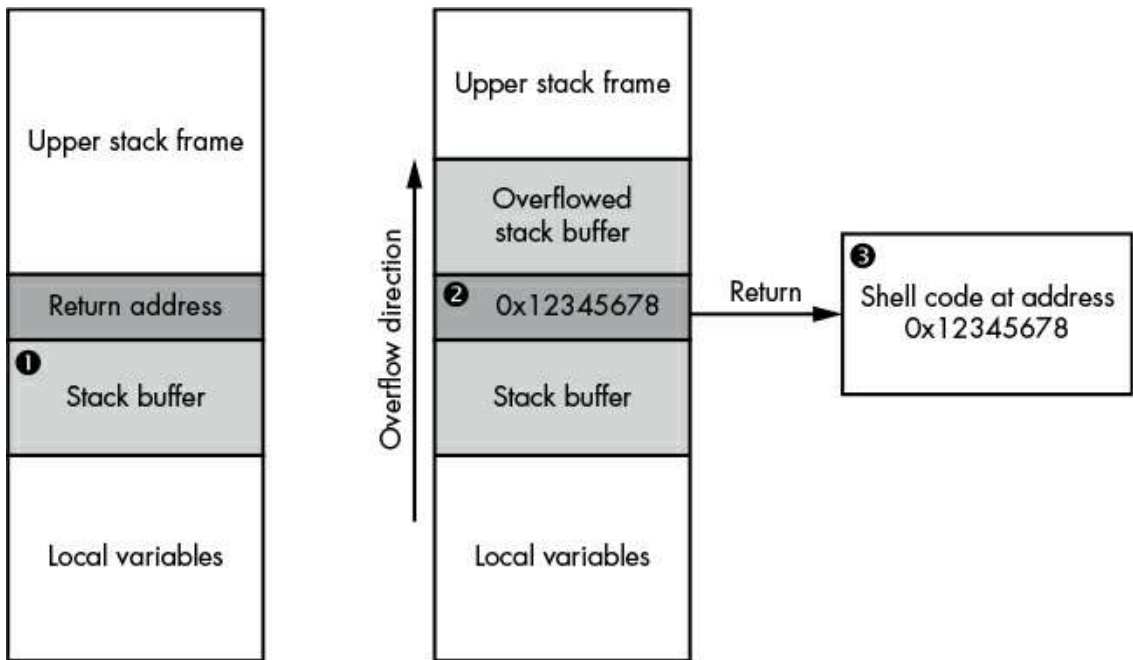 Upper stack frame
Return address
❶
Stack buffer
Local variables
Overflow direction
Upper stack frame
Overflowed
stack buffer
❷ 0x12345678
Stack buffer
Local variables
Return
❸
Shell code at address
0x12345678